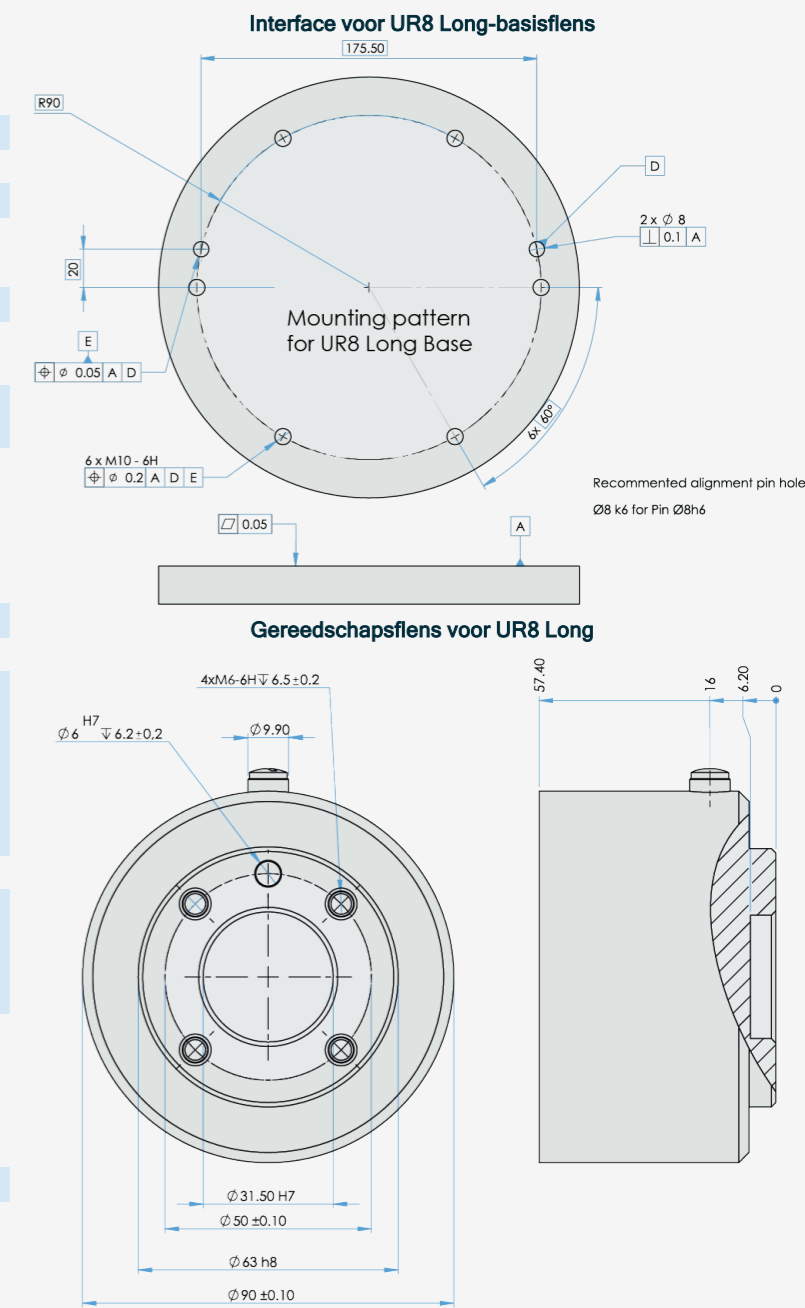 Interface voor UR8 Long-basisflens
175.50
R90
D
2 x ∅ 8
⟂ 0.1 A
20
Mounting pattern
for UR8 Long Base
E
⌖ ∅ 0.05 A D
6x 60°
6 x M10 - 6H
⌖ ∅ 0.2 A D E
Recommented alignment pin hole
Ø8 k6 for Pin Ø8h6
⏥ 0.05
A
Gereedschapsflens voor UR8 Long
4xM6-6H↧ 6.5±0.2
57.40
16
6.20
0
H7
∅6 ↧ 6.2±0,2
∅9.90
∅31.50 H7
∅50 ±0.10
∅63 h8
∅90 ±0.10